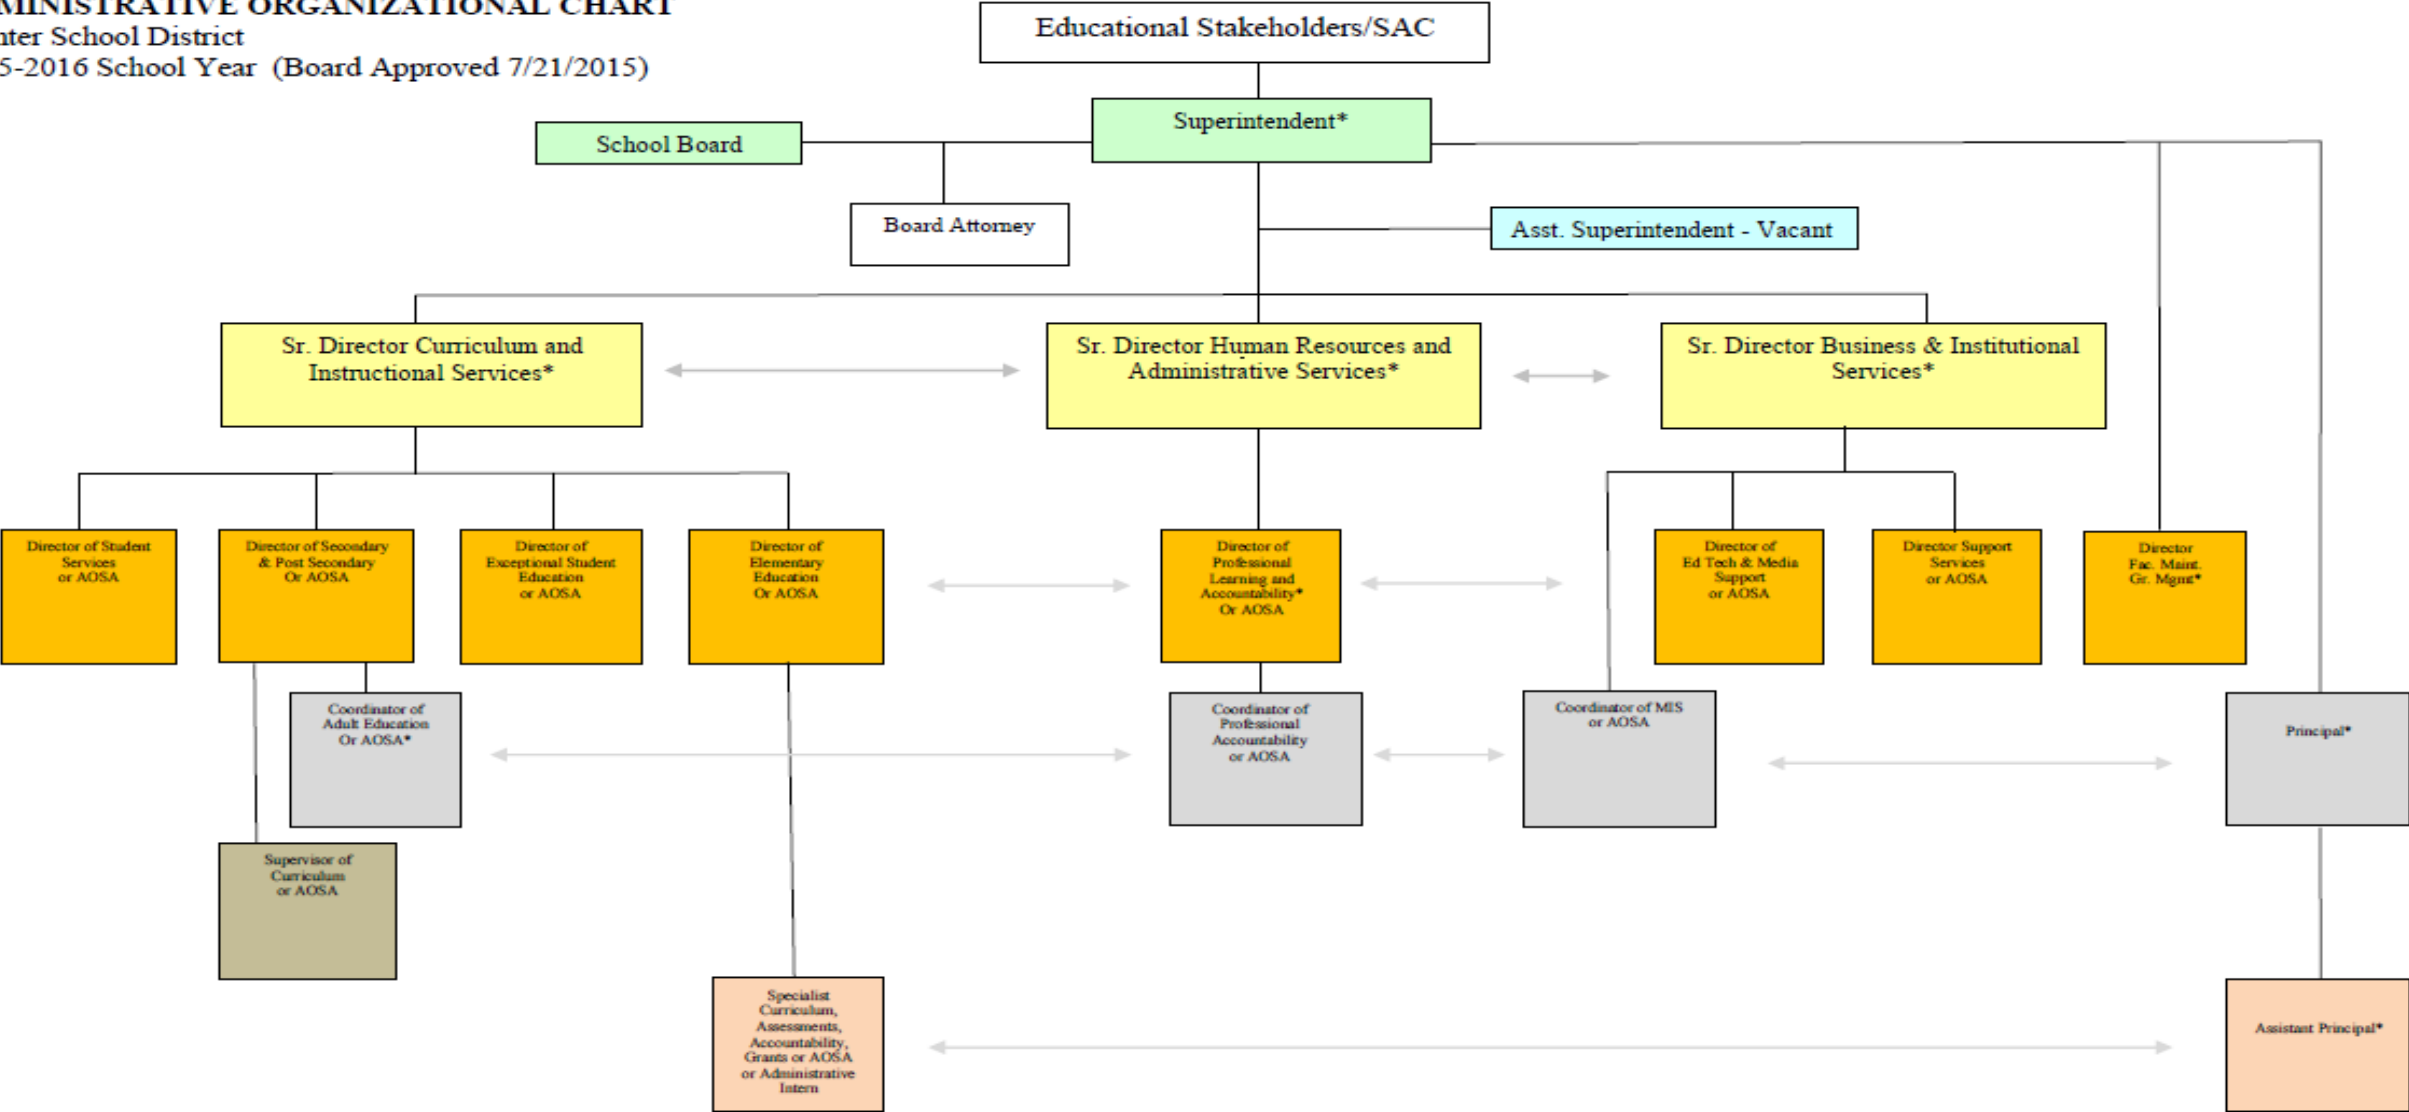 MINISTRATIVE ORGANIZATIONAL CHART
nter School District
5-2016 School Year (Board Approved 7/21/2015)
Educational Stakeholders/SAC
Superintendent*
School Board
Board Attorney
Asst. Superintendent - Vacant
Sr. Director Curriculum and
Instructional Services*
Sr. Director Human Resources and
Administrative Services*
Sr. Director Business & Institutional
Services*
Director of Student
Services
or AOSA
Director of Secondary
& Post Secondary
Or AOSA
Director of
Exceptional Student
Education
or AOSA
Director of
Elementary
Education
Or AOSA
Director of
Professional
Learning and
Accountability*
Or AOSA
Director of
Ed Tech & Media
Support
or AOSA
Director Support
Services
or AOSA
Director
Fac. Maint.
Gr. Mgmt*
Coordinator of
Adult Education
Or AOSA*
Coordinator of
Professional
Accountability
or AOSA
Coordinator of MIS
or AOSA
Principal*
Supervisor of
Curriculum
or AOSA
Specialist
Curriculum,
Assessments,
Accountability,
Grants or AOSA
or Administrative
Intern
Assistant Principal*